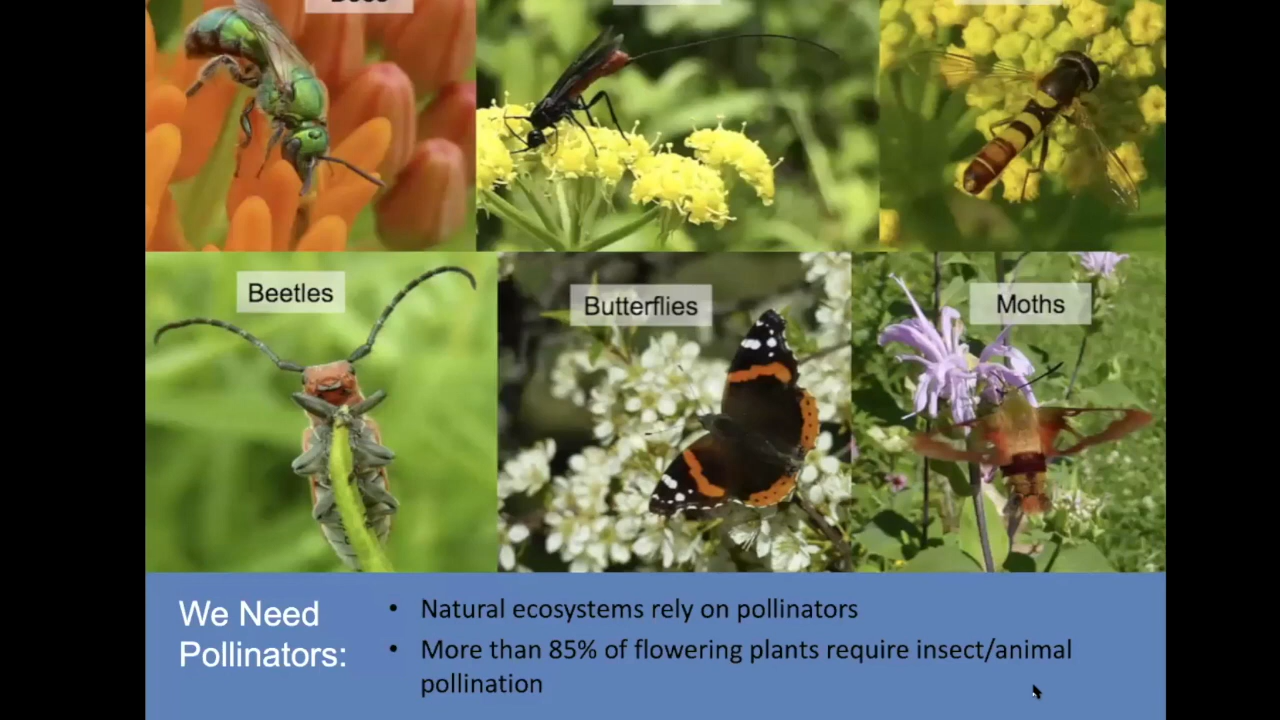 Beetles
Butterflies
Moths
We Need
Pollinators:
• Natural ecosystems rely on pollinators
• More than 85% of flowering plants require insect/animal
pollination